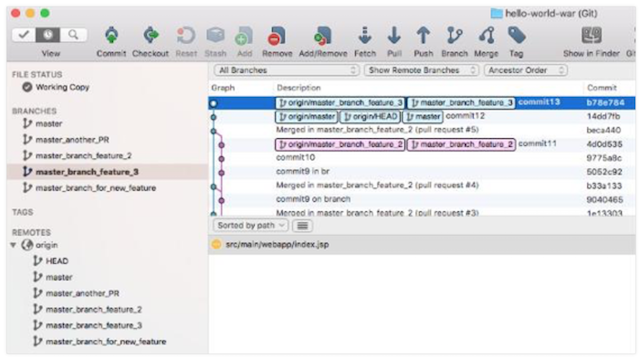 hello-world-war (Git)
View Commit Checkout Reset Stash Add Remove Add/Remove Fetch Pull Push Branch Merge Tag Show in Finder
All Branches Show Remote Branches Ancestor Order
Graph Description Commit
FILE STATUS
Working Copy
BRANCHES
master
master_another_PR
master_branch_feature_2
master_branch_feature_3
master_branch_for_new_feature
TAGS
REMOTES
origin
HEAD
master
master_another_PR
master_branch_feature_2
master_branch_feature_3
master_branch_for_new_feature
origin/master_branch_feature_3 master_branch_feature_3 commit13 b78e784
origin/master origin/HEAD master commit12 14dd7fb
Merged in master_branch_feature_2 (pull request #5) beca440
origin/master_branch_feature_2 master_branch_feature_2 commit11 4d0d535
commit10 9775a8c
commit9 in br 5052c92
Merged in master_branch_feature_2 (pull request #4) b33a133
commit9 on branch 9040465
Merged in master_branch_feature_2 (pull request #3) 1e13303
Sorted by path
src/main/webapp/index.jsp